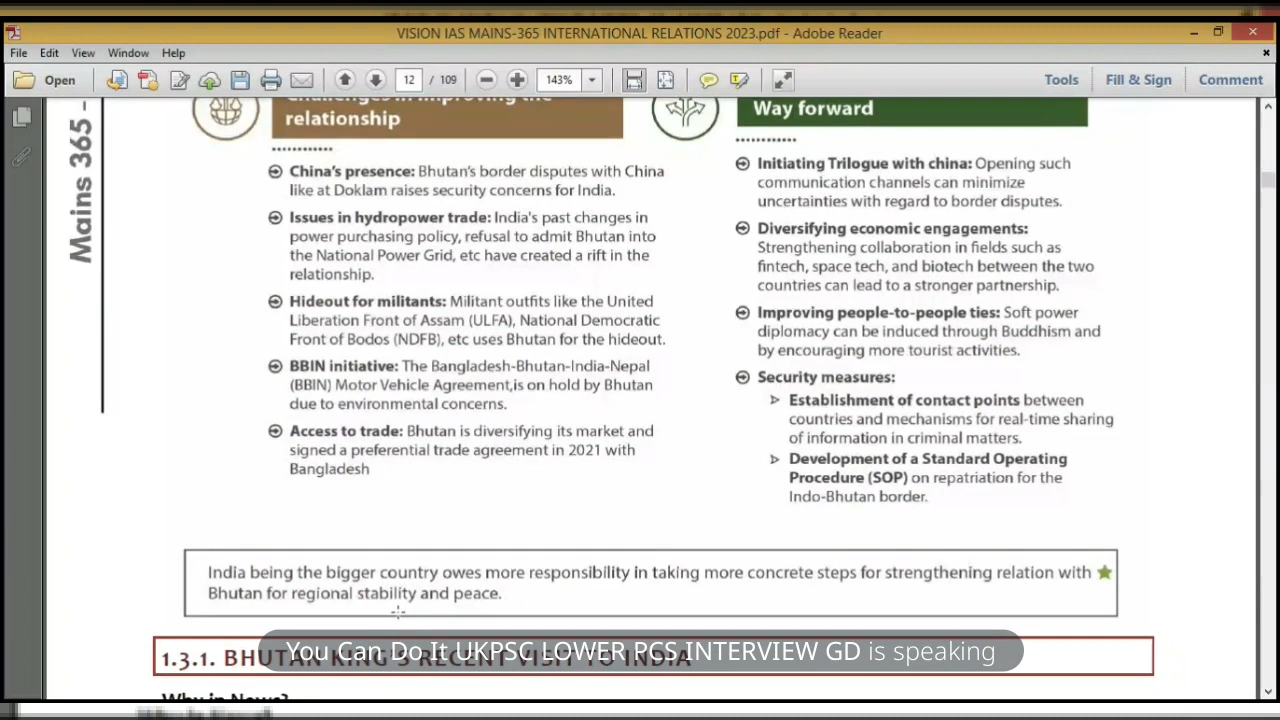 VISION IAS MAINS-365 INTERNATIONAL RELATIONS 2023.pdf - Adobe Reader
File Edit View Window Help
Open 12 / 109 143% Tools Fill & Sign Comment
Mains 365 –
Challenges in improving the
relationship
China's presence: Bhutan's border disputes with China
like at Doklam raises security concerns for India.
Issues in hydropower trade: India's past changes in
power purchasing policy, refusal to admit Bhutan into
the National Power Grid, etc have created a rift in the
relationship.
Hideout for militants: Militant outfits like the United
Liberation Front of Assam (ULFA), National Democratic
Front of Bodos (NDFB), etc uses Bhutan for the hideout.
BBIN initiative: The Bangladesh-Bhutan-India-Nepal
(BBIN) Motor Vehicle Agreement,is on hold by Bhutan
due to environmental concerns.
Access to trade: Bhutan is diversifying its market and
signed a preferential trade agreement in 2021 with
Bangladesh
Way forward
Initiating Trilogue with china: Opening such
communication channels can minimize
uncertainties with regard to border disputes.
Diversifying economic engagements:
Strengthening collaboration in fields such as
fintech, space tech, and biotech between the two
countries can lead to a stronger partnership.
Improving people-to-people ties: Soft power
diplomacy can be induced through Buddhism and
by encouraging more tourist activities.
Security measures:
Establishment of contact points between
countries and mechanisms for real-time sharing
of information in criminal matters.
Development of a Standard Operating
Procedure (SOP) on repatriation for the
Indo-Bhutan border.
India being the bigger country owes more responsibility in taking more concrete steps for strengthening relation with
Bhutan for regional stability and peace.
1.3.1. BHUTAN KING'S RECENT VISIT TO INDIA
You Can Do It UKPSC LOWER PCS INTERVIEW GD is speaking
Why in News?